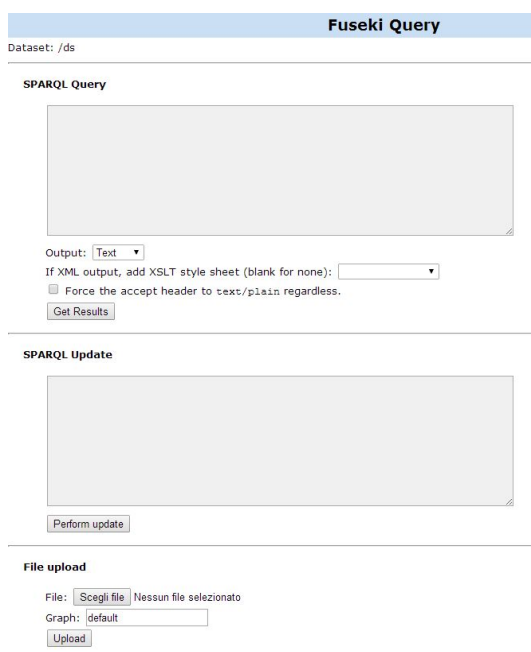 Fuseki Query
Dataset: /ds
SPARQL Query
Output: Text
If XML output, add XSLT style sheet (blank for none):
Force the accept header to text/plain regardless.
Get Results
SPARQL Update
Perform update
File upload
File: Scegli file Nessun file selezionato
Graph: default
Upload